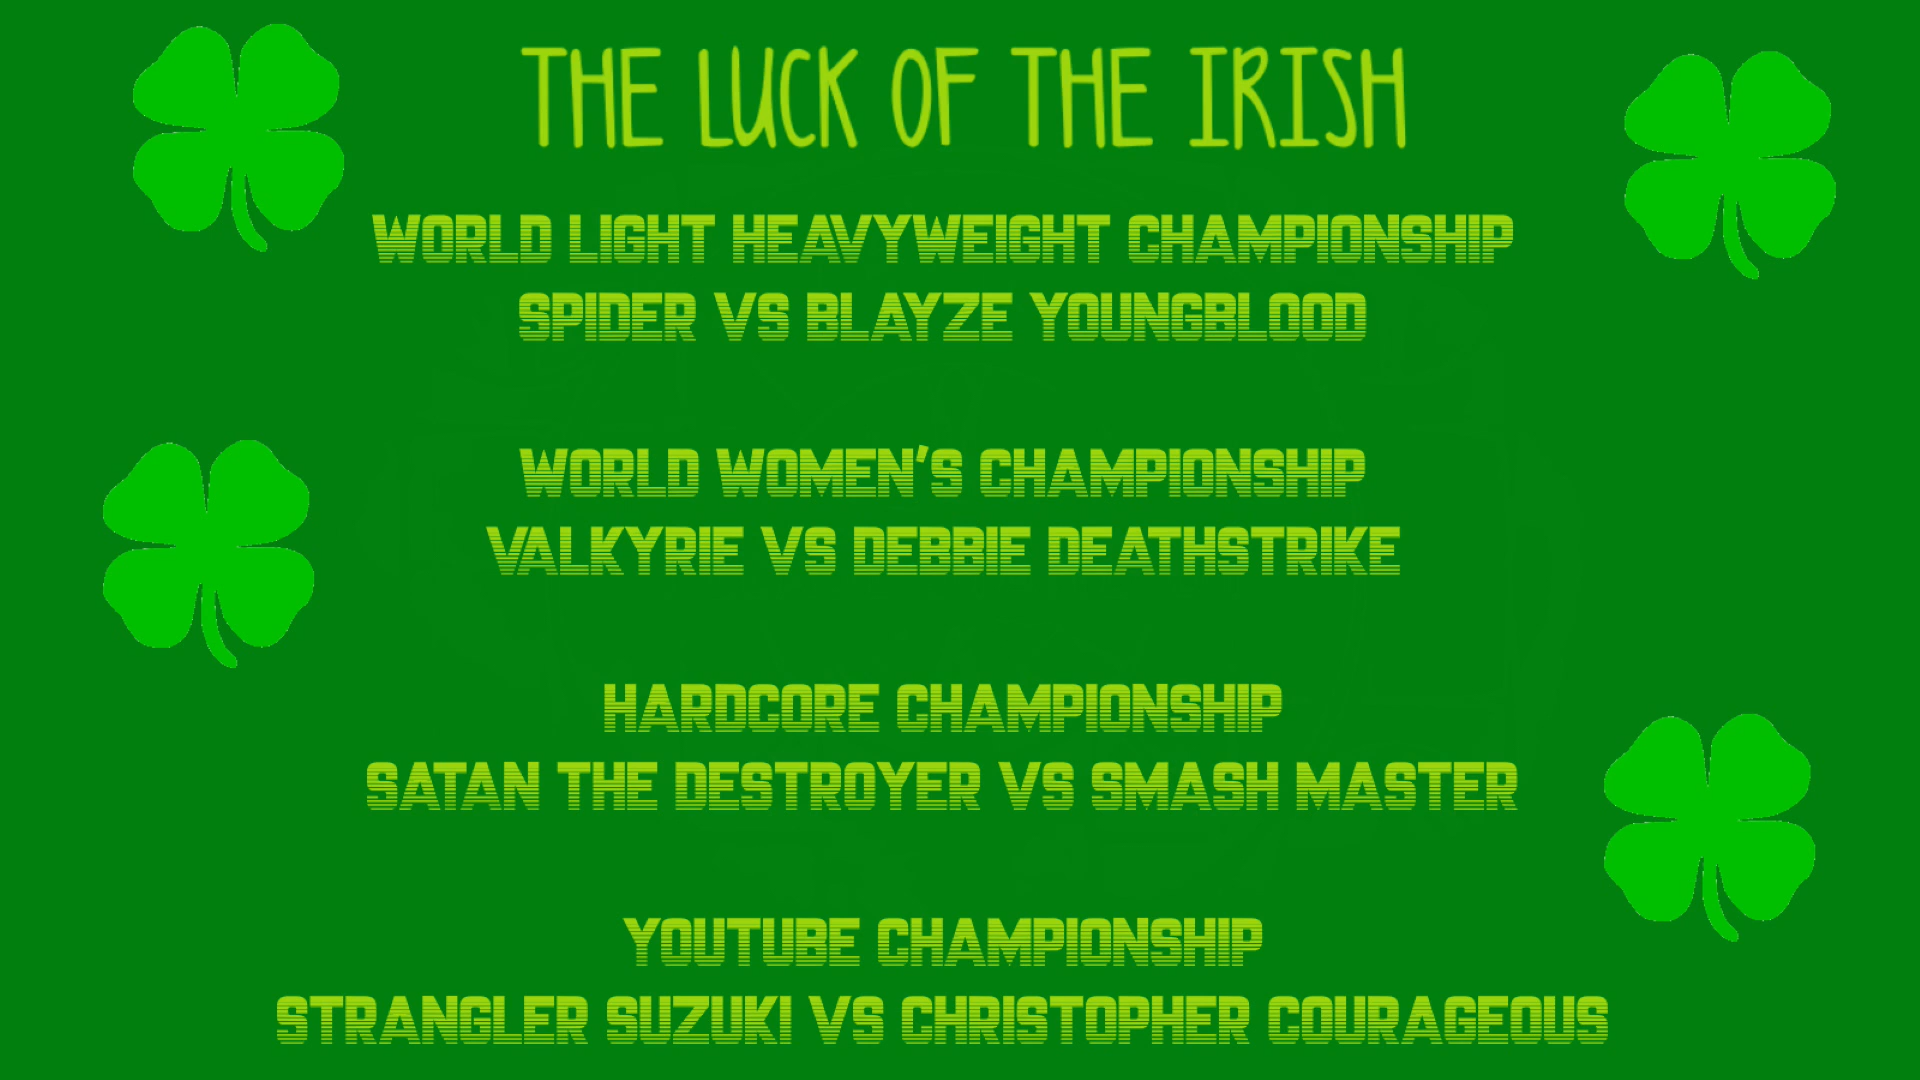 THE LUCK OF THE IRISH
WORLD LIGHT HEAVYWEIGHT CHAMPIONSHIP
SPIDER VS BLAYZE YOUNGBLOOD
WORLD WOMEN'S CHAMPIONSHIP
VALKYRIE VS DEBBIE DEATHSTRIKE
HARDCORE CHAMPIONSHIP
SATAN THE DESTROYER VS SMASH MASTER
YOUTUBE CHAMPIONSHIP
STRANGLER SUZUKI VS CHRISTOPHER COURAGEOUS